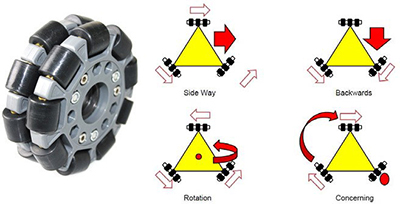 Side Way
Backwards
Rotation
Concerning